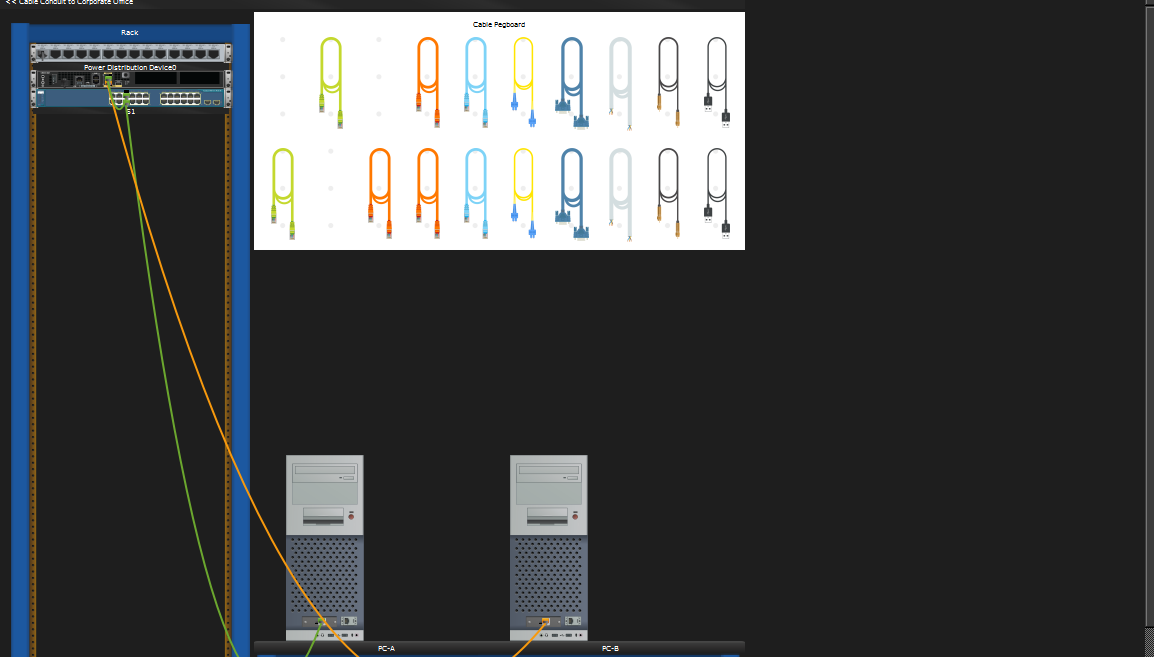 << Cable Conduit to Corporate Office
Rack
Cable Pegboard
Power Distribution Device0
S1
PC-A
PC-B